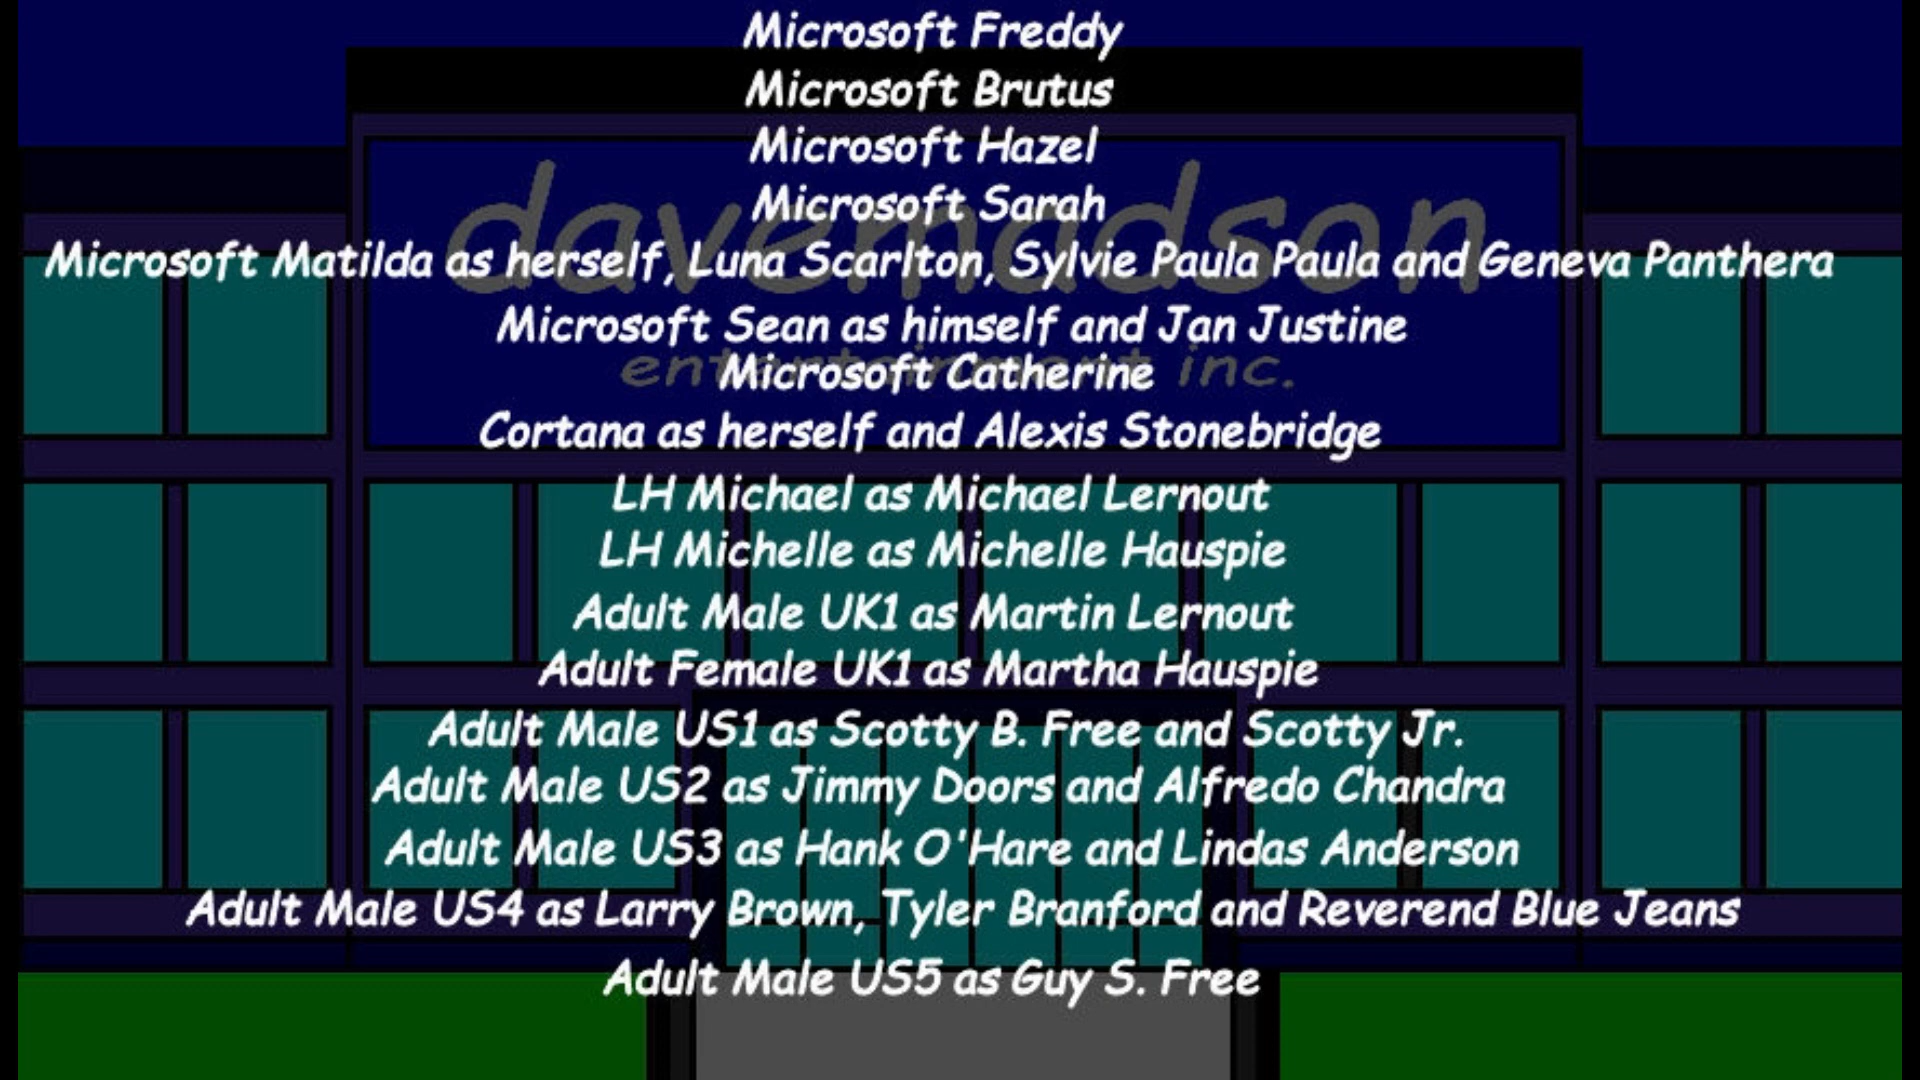 Microsoft Freddy
Microsoft Brutus
Microsoft Hazel
Microsoft Sarah
davemadson
Microsoft Matilda as herself, Luna Scarlton, Sylvie Paula Paula and Geneva Panthera
Microsoft Sean as himself and Jan Justine
entertainment inc.
Microsoft Catherine
Cortana as herself and Alexis Stonebridge
LH Michael as Michael Lernout
LH Michelle as Michelle Hauspie
Adult Male UK1 as Martin Lernout
Adult Female UK1 as Martha Hauspie
Adult Male US1 as Scotty B. Free and Scotty Jr.
Adult Male US2 as Jimmy Doors and Alfredo Chandra
Adult Male US3 as Hank O'Hare and Lindas Anderson
Adult Male US4 as Larry Brown, Tyler Branford and Reverend Blue Jeans
Adult Male US5 as Guy S. Free